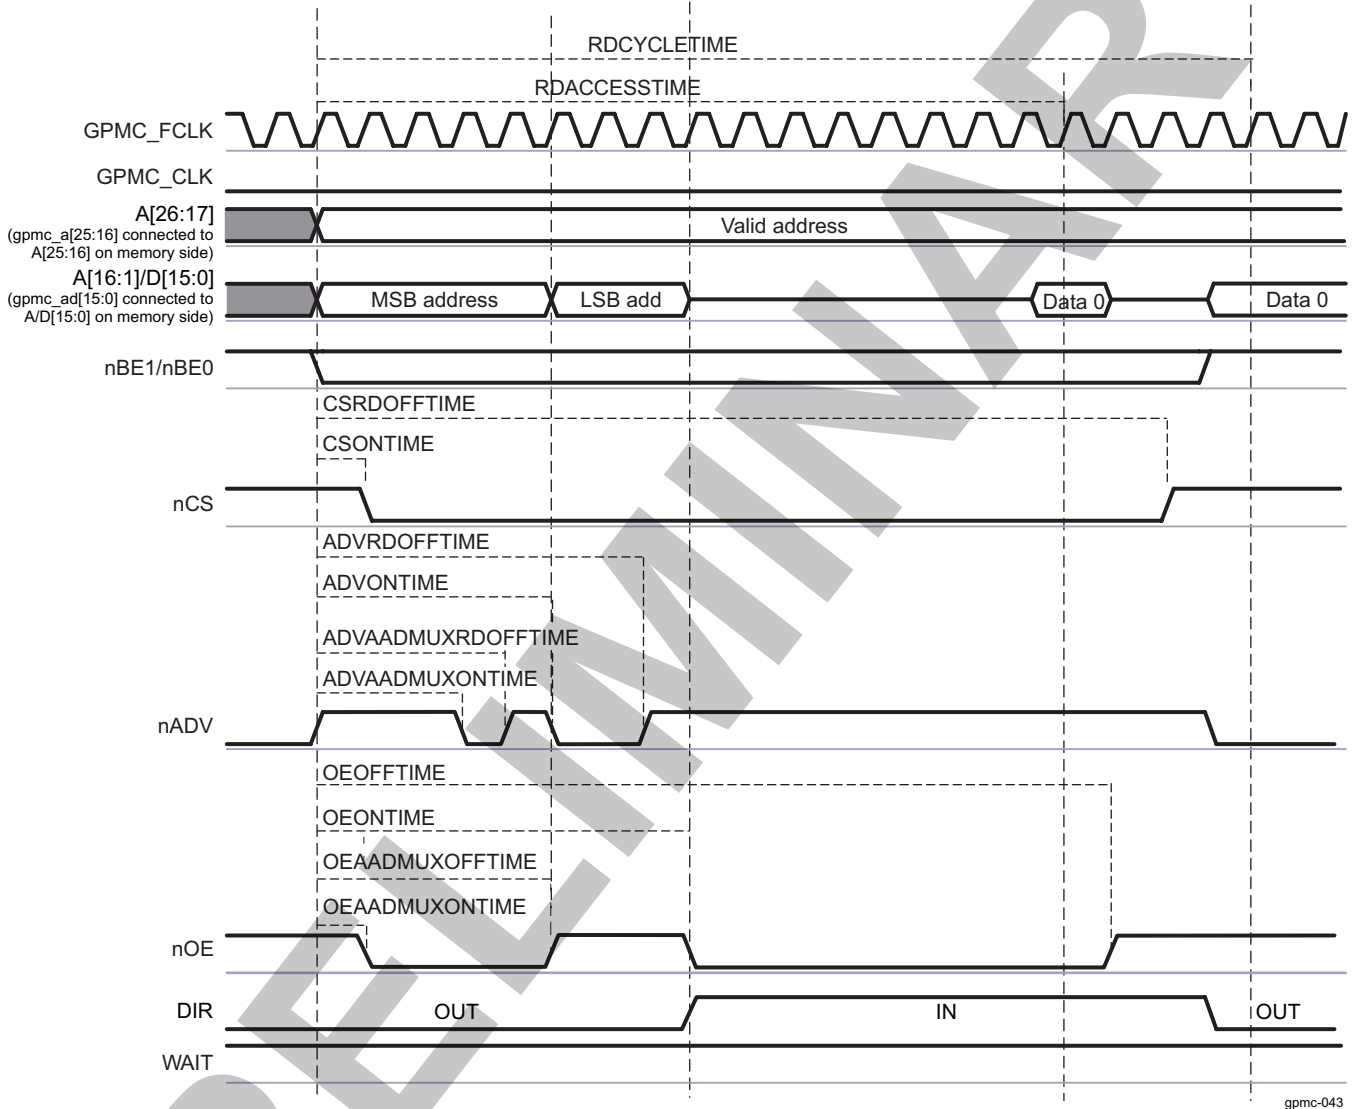 RDCYCLETIME
RDACCESSTIME
GPMC_FCLK
GPMC_CLK
A[26:17]
(gpmc_a[25:16] connected to
A[25:16] on memory side)
Valid address
A[16:1]/D[15:0]
(gpmc_ad[15:0] connected to
A/D[15:0] on memory side)
MSB address
LSB add
Data 0
Data 0
nBE1/nBE0
CSRDOFFTIME
CSONTIME
nCS
ADVRDOFFTIME
ADVONTIME
ADVAADMUXRDOFFTIME
ADVAADMUXONTIME
nADV
OEOFFTIME
OEONTIME
OEAADMUXOFFTIME
OEAADMUXONTIME
nOE
DIR
OUT
IN
OUT
WAIT
gpmc-043
PRELIMINAR